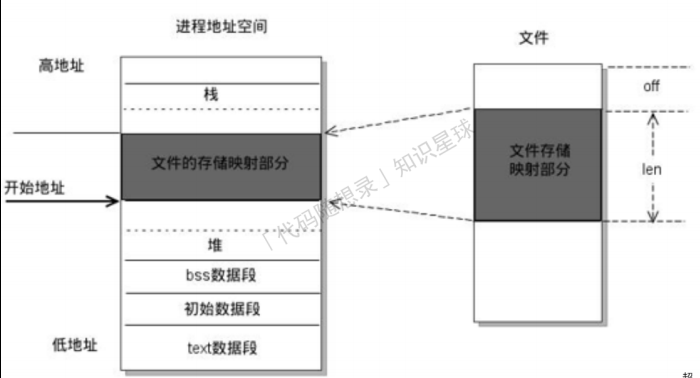 进程地址空间
文件
高地址
栈
off
文件的存储映射部分
文件存储
映射部分
len
开始地址
「代码随想录」知识星球
堆
bss数据段
初始数据段
低地址
text数据段